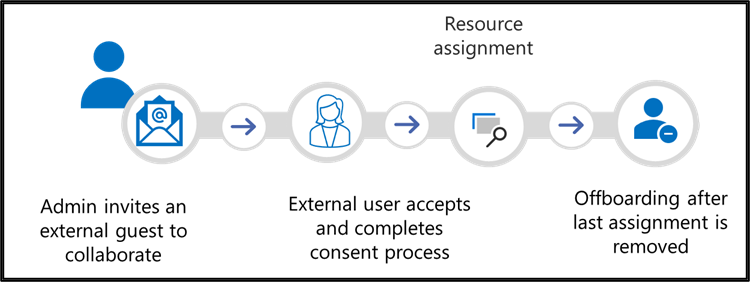 Resource
assignment
@
Admin invites an
external guest to
collaborate
External user accepts
and completes
consent process
Offboarding after
last assignment is
removed